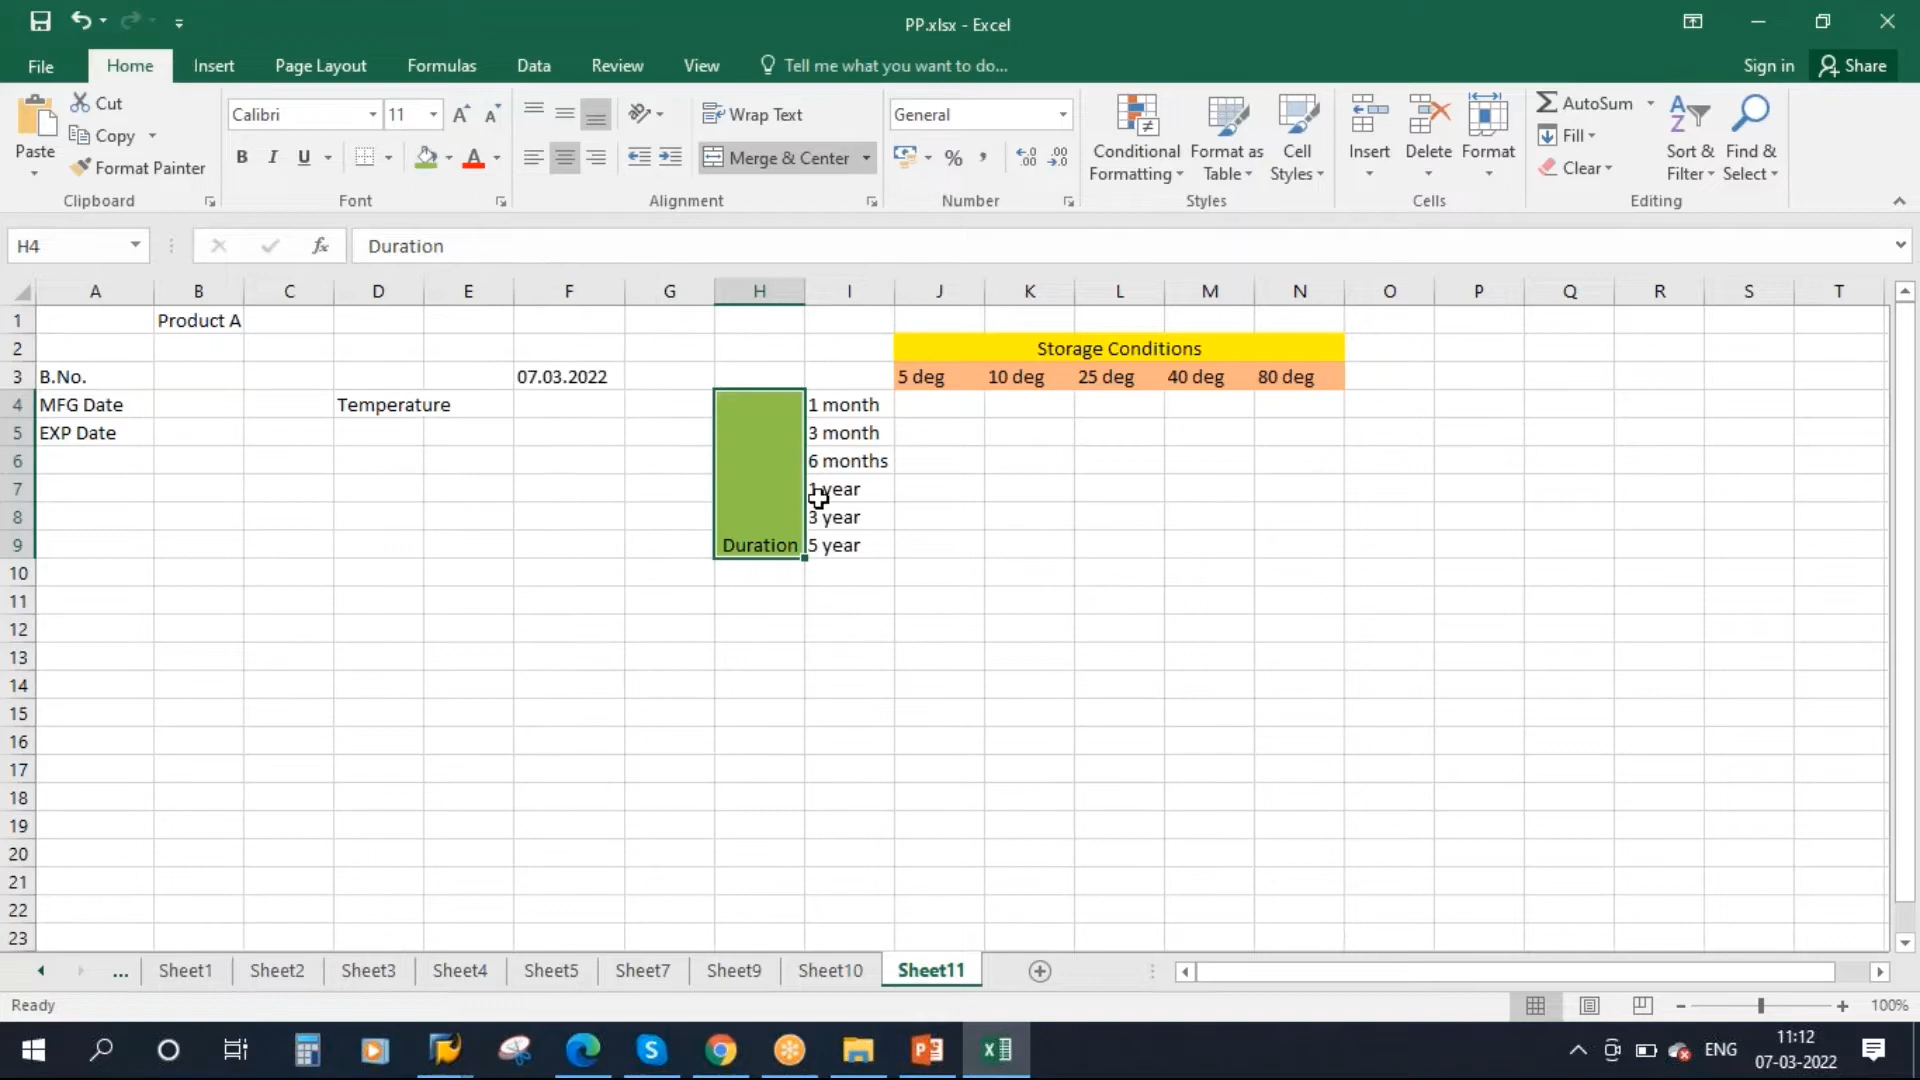 PP.xlsx - Excel
File Home Insert Page Layout Formulas Data Review View Tell me what you want to do... Sign in Share
Paste Cut Copy Format Painter Clipboard
Calibri 11 A A B I U A Font
Wrap Text Merge & Center Alignment
General % Number
Conditional Formatting Format as Table Cell Styles Styles
Insert Delete Format Cells
AutoSum Fill Clear Sort & Filter Find & Select Editing
H4 fx Duration
A B C D E F G H I J K L M N O P Q R S T
1 Product A
2 Storage Conditions
3 B.No. 07.03.2022 5 deg 10 deg 25 deg 40 deg 80 deg
4 MFG Date Temperature 1 month
5 EXP Date 3 month
6 6 months
7 1 year
8 3 year
9 Duration 5 year
10
11
12
13
14
15
16
17
18
19
20
21
22
23
... Sheet1 Sheet2 Sheet3 Sheet4 Sheet5 Sheet7 Sheet9 Sheet10 Sheet11
Ready 100%
ENG 11:12
07-03-2022